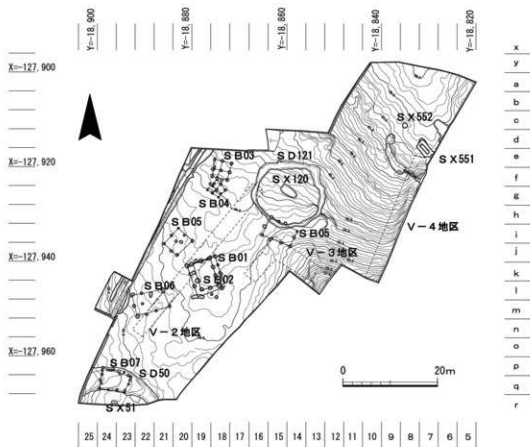 Y=-18,900
Y=-18,880
Y=-18,860
Y=-18,840
Y=-18,820
X=-127,900
X=-127,920
X=-127,940
X=-127,960
x
y
a
b
c
d
e
f
g
h
i
j
k
l
m
n
o
p
q
r
SX552
SX551
SB03
SD121
SX120
SB04
SB05
SB05
SB01
SB02
SB06
SB07
SD50
SX51
V-4地区
V-3地区
V-2地区
0 20m
25 24 23 22 21 20 19 18 17 16 15 14 13 12 11 10 9 8 7 6 5